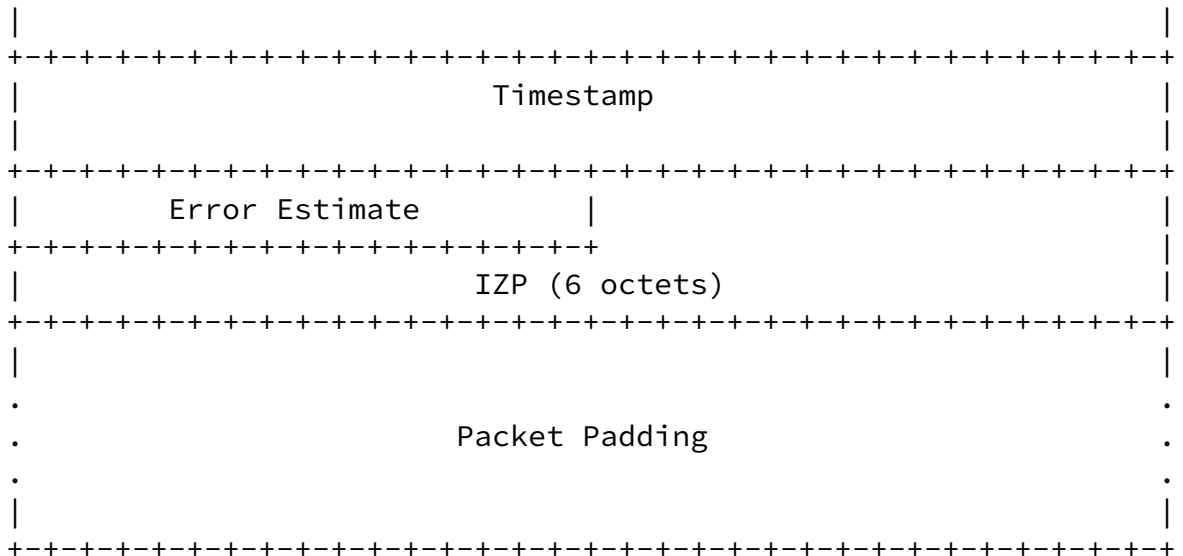 |                                                               |
+-+-+-+-+-+-+-+-+-+-+-+-+-+-+-+-+-+-+-+-+-+-+-+-+-+-+-+-+-+-+-+-+
|                          Timestamp                            |
|                                                               |
+-+-+-+-+-+-+-+-+-+-+-+-+-+-+-+-+-+-+-+-+-+-+-+-+-+-+-+-+-+-+-+-+
|        Error Estimate         |                               |
+-+-+-+-+-+-+-+-+-+-+-+-+-+-+-+-+                               |
|                         IZP (6 octets)                        |
+-+-+-+-+-+-+-+-+-+-+-+-+-+-+-+-+-+-+-+-+-+-+-+-+-+-+-+-+-+-+-+-+
|                                                               |
.                                                               .
.                        Packet Padding                         .
.                                                               .
|                                                               |
+-+-+-+-+-+-+-+-+-+-+-+-+-+-+-+-+-+-+-+-+-+-+-+-+-+-+-+-+-+-+-+-+